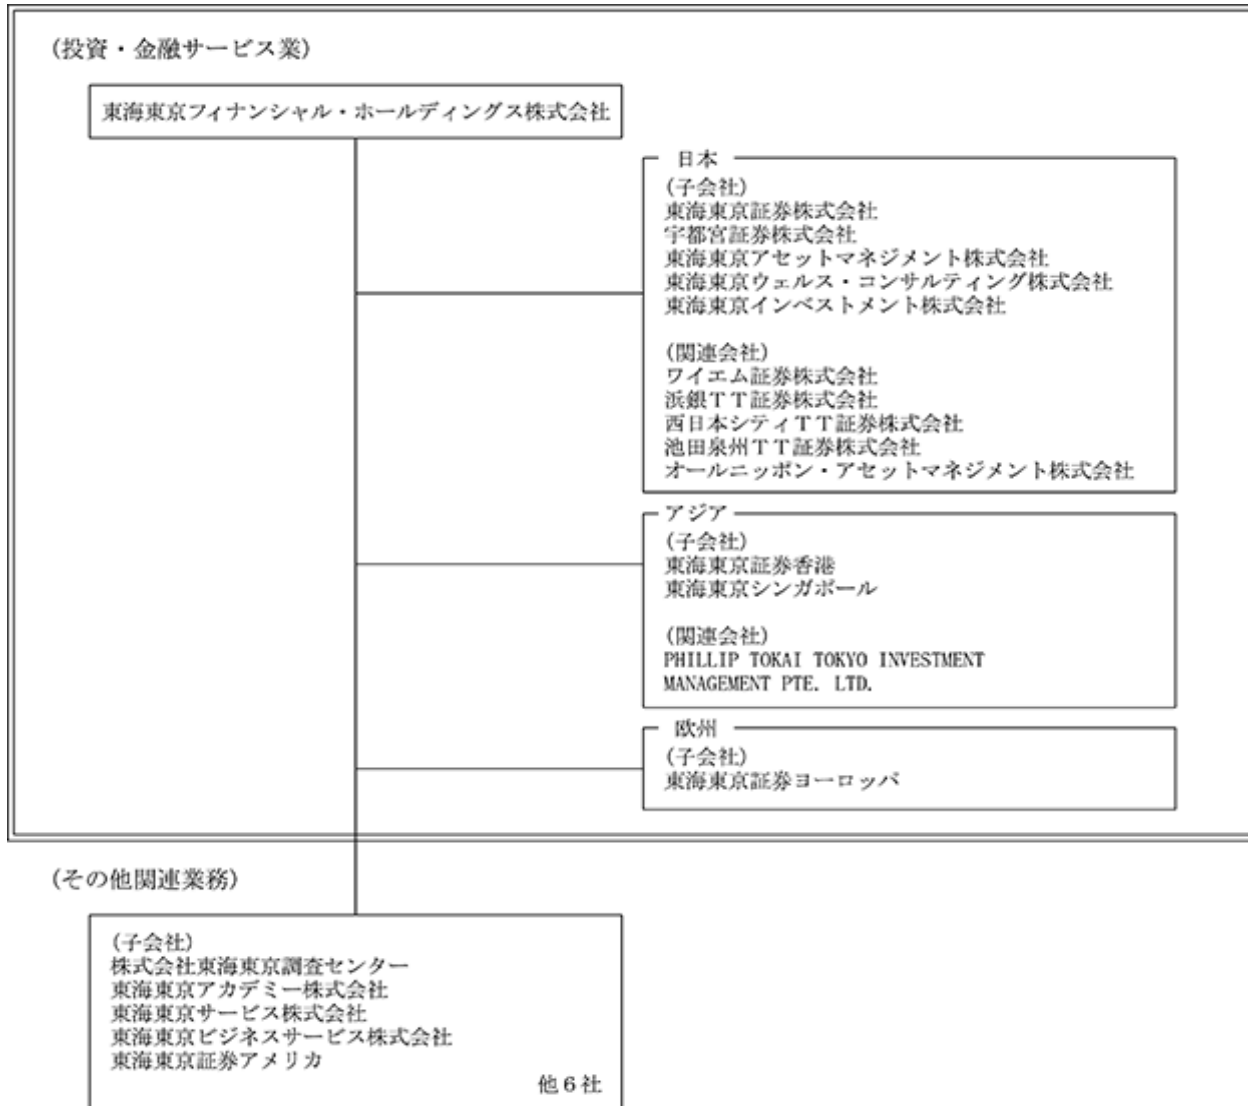 (投資・金融サービス業)
東海東京フィナンシャル・ホールディングス株式会社
日本
(子会社)
東海東京証券株式会社
宇都宮証券株式会社
東海東京アセットマネジメント株式会社
東海東京ウェルス・コンサルティング株式会社
東海東京インベストメント株式会社
(関連会社)
ワイエム証券株式会社
浜銀TT証券株式会社
西日本シティTT証券株式会社
池田泉州TT証券株式会社
オールニッポン・アセットマネジメント株式会社
アジア
(子会社)
東海東京証券香港
東海東京シンガポール
(関連会社)
PHILLIP TOKAI TOKYO INVESTMENT
MANAGEMENT PTE. LTD.
欧州
(子会社)
東海東京証券ヨーロッパ
(その他関連業務)
(子会社)
株式会社東海東京調査センター
東海東京アカデミー株式会社
東海東京サービス株式会社
東海東京ビジネスサービス株式会社
東海東京証券アメリカ
他6社